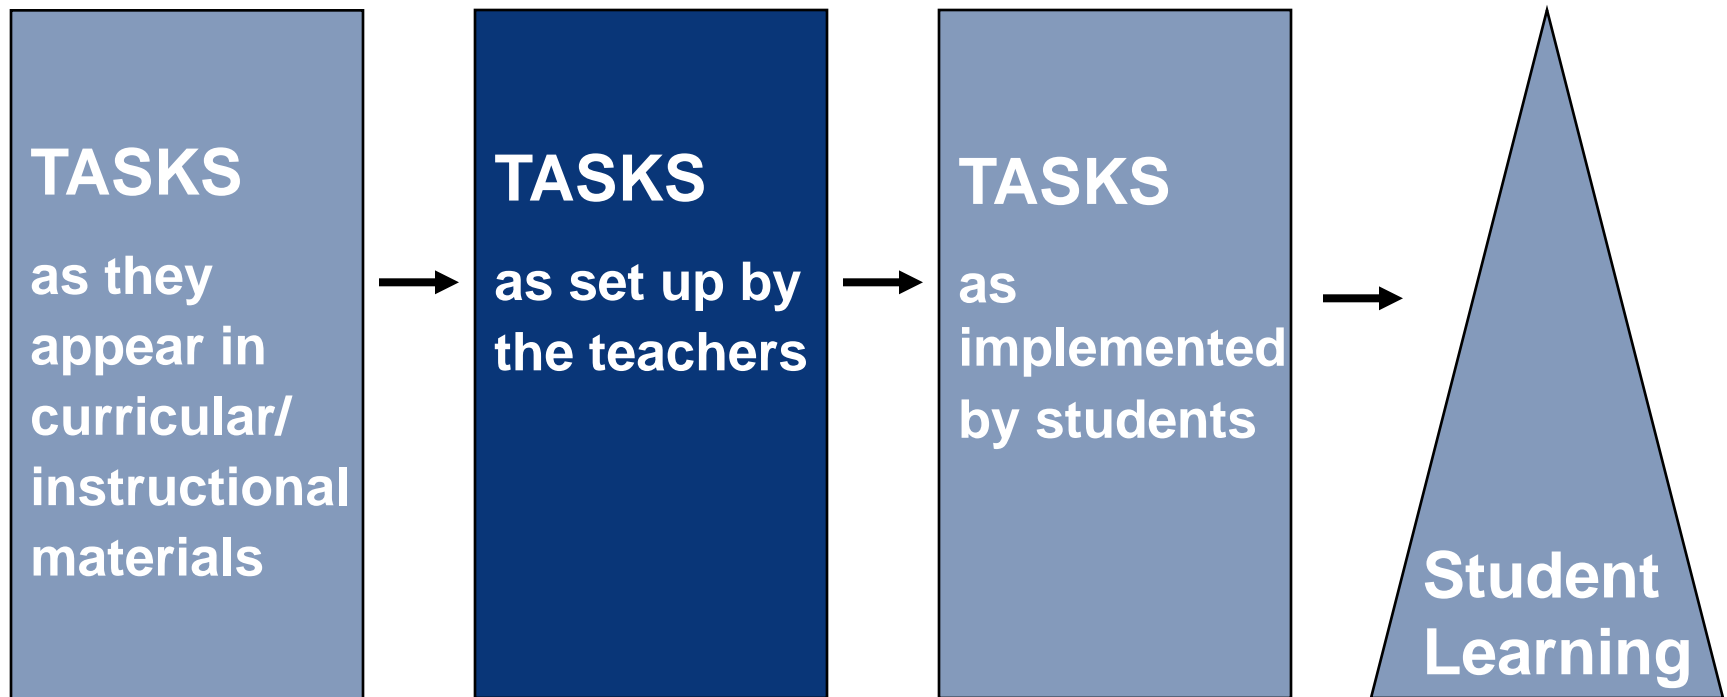 TASKS
as they
appear in
curricular/
instructional
materials
TASKS
as set up by
the teachers
TASKS
as
implemented
by students
Student
Learning